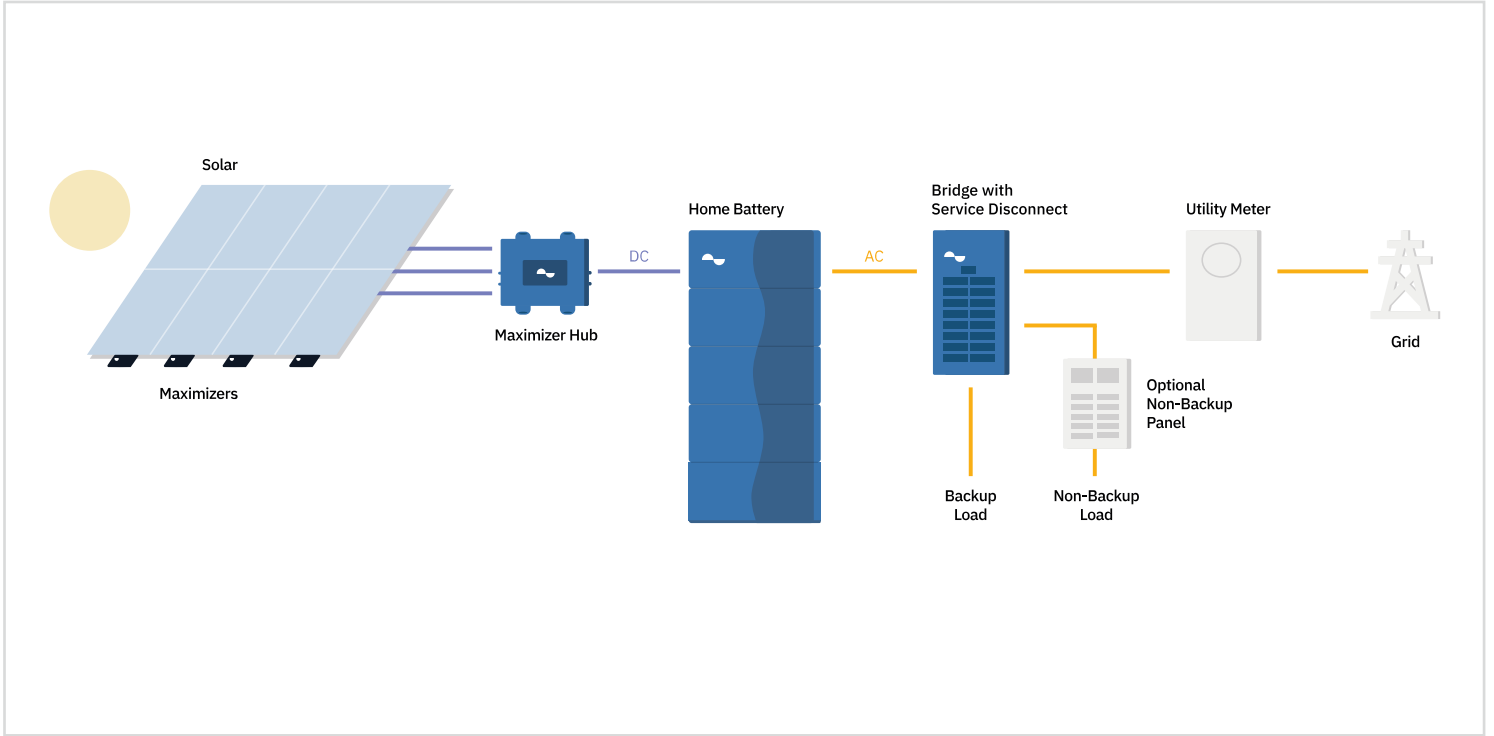 Solar
Maximizers
Maximizer Hub
DC
Home Battery
AC
Bridge with
Service Disconnect
Backup
Load
Optional
Non-Backup
Panel
Non-Backup
Load
Utility Meter
Grid